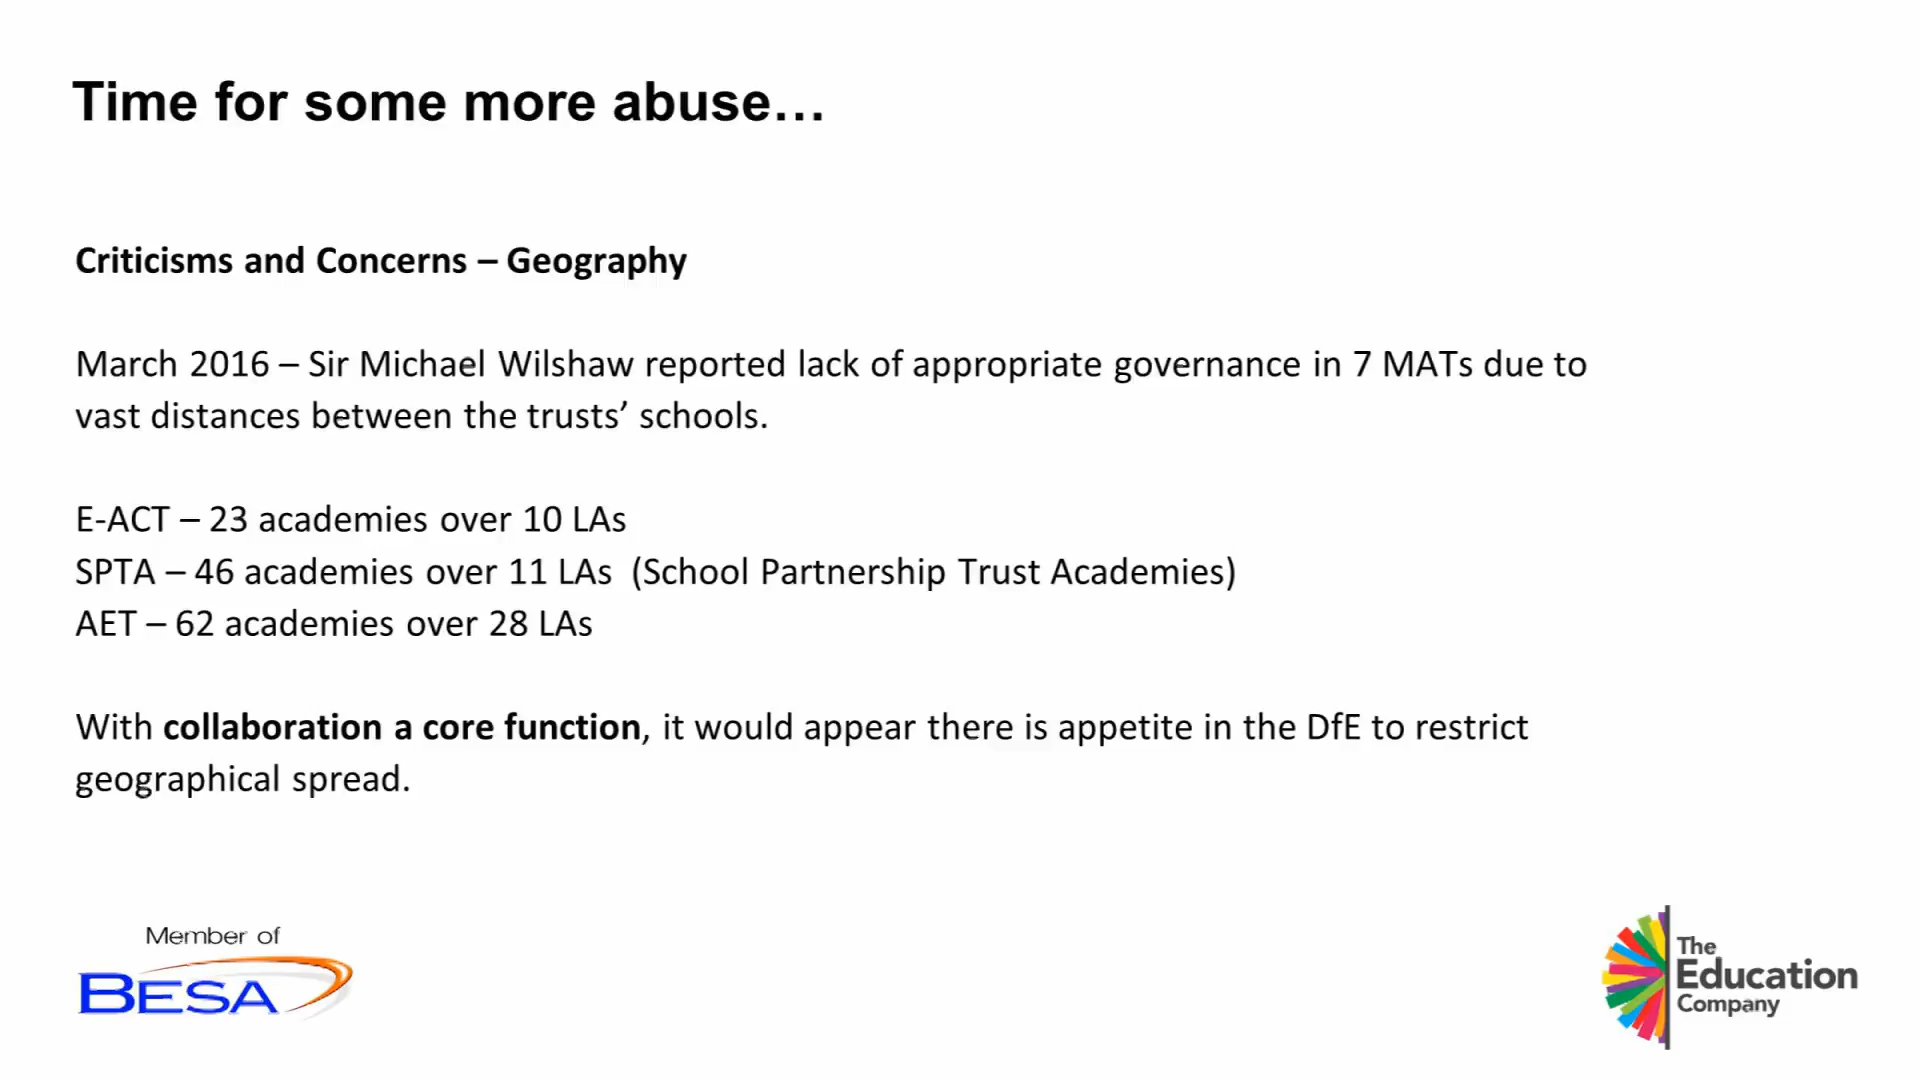 Time for some more abuse…
Criticisms and Concerns – Geography
March 2016 – Sir Michael Wilshaw reported lack of appropriate governance in 7 MATs due to
vast distances between the trusts’ schools.
E-ACT – 23 academies over 10 LAs
SPTA – 46 academies over 11 LAs (School Partnership Trust Academies)
AET – 62 academies over 28 LAs
With collaboration a core function, it would appear there is appetite in the DfE to restrict
geographical spread.
Member of
BESA
The
Education
Company